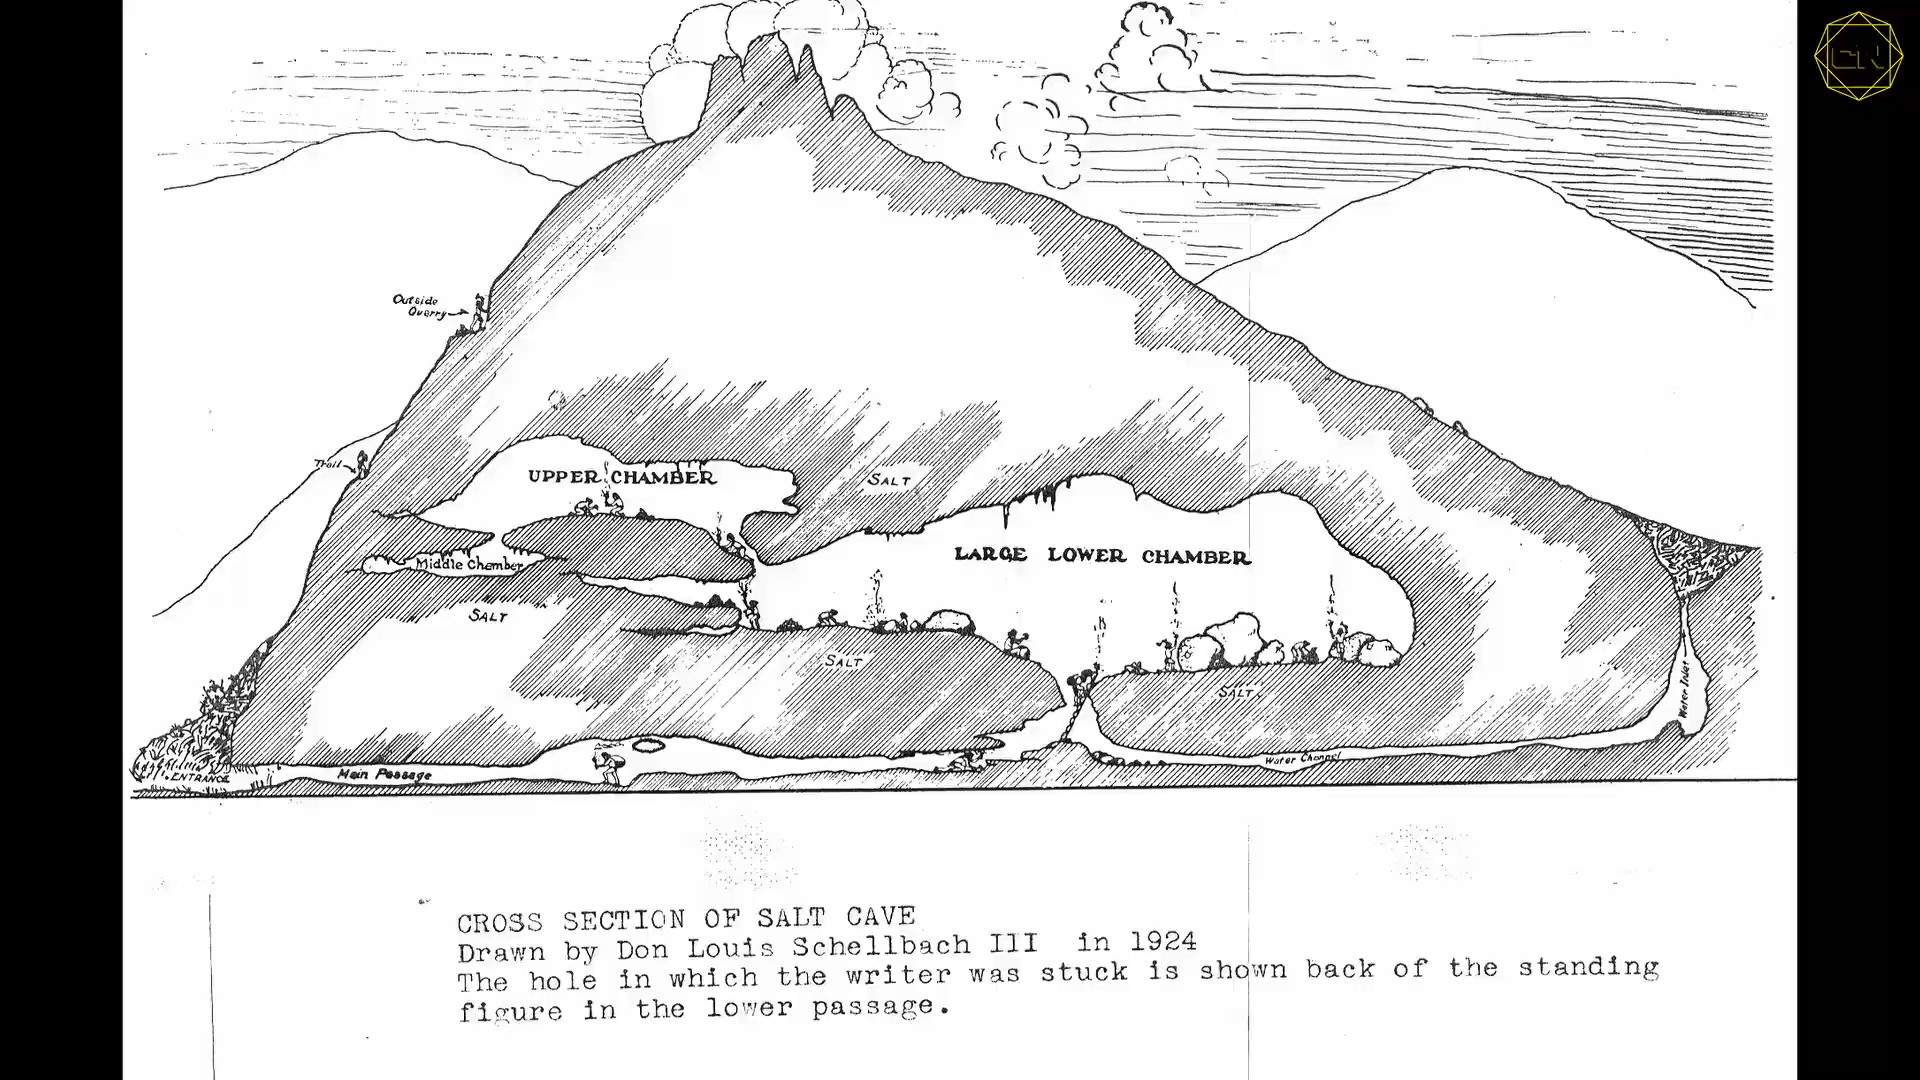 CN
Outside
Quarry
Trail
UPPER CHAMBER
SALT
Middle Chamber
LARGE LOWER CHAMBER
SALT
SALT
SALT
Water Inlet
Water Channel
Main Passage
ENTRANCE
CROSS SECTION OF SALT CAVE
Drawn by Don Louis Schellbach III in 1924
The hole in which the writer was stuck is shown back of the standing
figure in the lower passage.